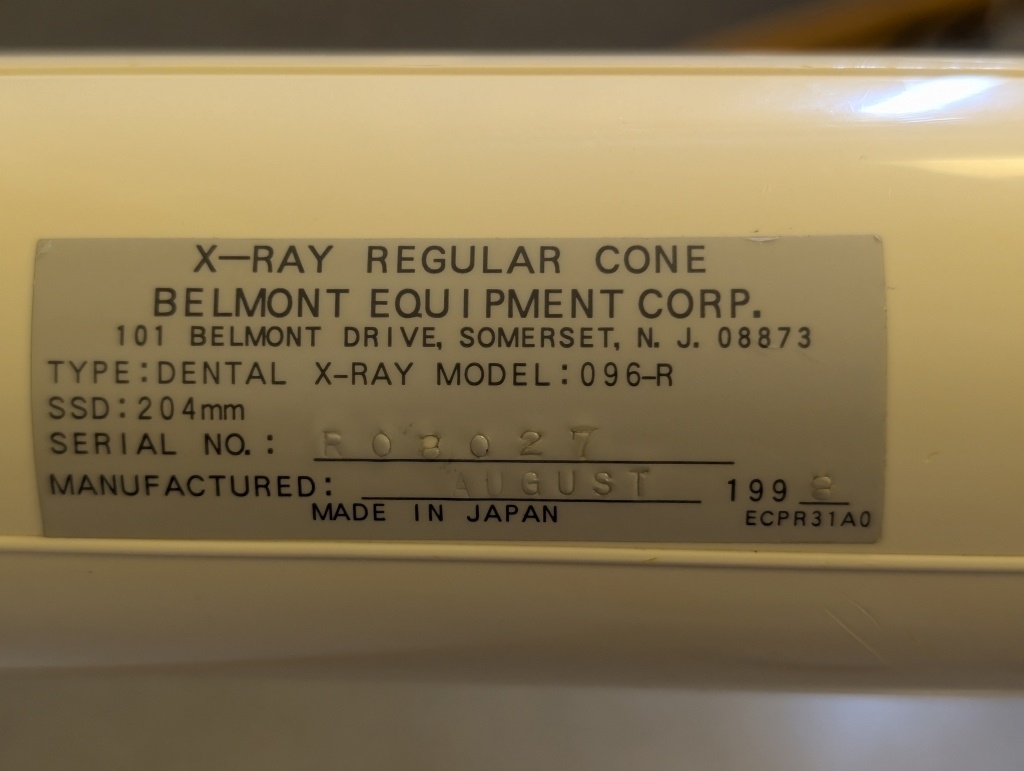 X-RAY REGULAR CONE
BELMONT EQUIPMENT CORP.
101 BELMONT DRIVE, SOMERSET, N. J. 08873
TYPE:DENTAL X-RAY MODEL:096-R
SSD:204mm
SERIAL NO.: R08027
MANUFACTURED: AUGUST 1998
MADE IN JAPAN ECPR31A0